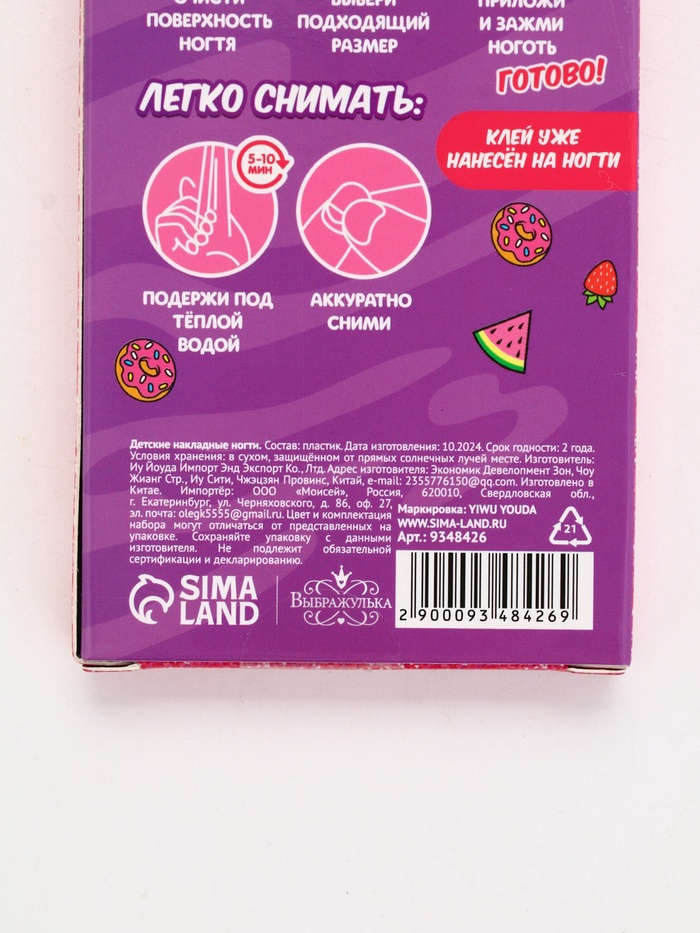 ОЧИСТИ
ПОВЕРХНОСТЬ
НОГТЯ
ВЫБЕРИ
ПОДХОДЯЩИЙ
РАЗМЕР
ПРИЛОЖИ
И ЗАЖМИ
НОГОТЬ
ГОТОВО!
ЛЕГКО СНИМАТЬ:
КЛЕЙ УЖЕ
НАНЕСЁН НА НОГТИ
5-10
МИН
ПОДЕРЖИ ПОД
ТЁПЛОЙ
ВОДОЙ
АККУРАТНО
СНИМИ
Детские накладные ногти. Состав: пластик. Дата изготовления: 10.2024. Срок годности: 2 года.
Условия хранения: в сухом, защищённом от прямых солнечных лучей месте. Изготовитель:
Иу Йоуда Импорт Энд Экспорт Ко., Лтд. Адрес изготовителя: Экономик Девелопмент Зон, Чоу
Жианг Стр., Иу Сити, Чжэцзян Провинс, Китай, e-mail: 2355776150@qq.com. Изготовлено в
Китае. Импортёр: ООО «Моисей», Россия, 620010, Свердловская обл.,
г. Екатеринбург, ул. Черняховского, д. 86, оф. 27,
эл. почта: olegk5555@gmail.ru. Цвет и комплектация
набора могут отличаться от представленных на
упаковке. Сохраняйте упаковку с данными
изготовителя. Не подлежит обязательной
сертификации и декларированию.
Маркировка: YIWU YOUDA
WWW.SIMA-LAND.RU
Арт.: 9348426
21
SIMA
LAND
ВЫБРАЖУЛЬКА
2 900093 484269